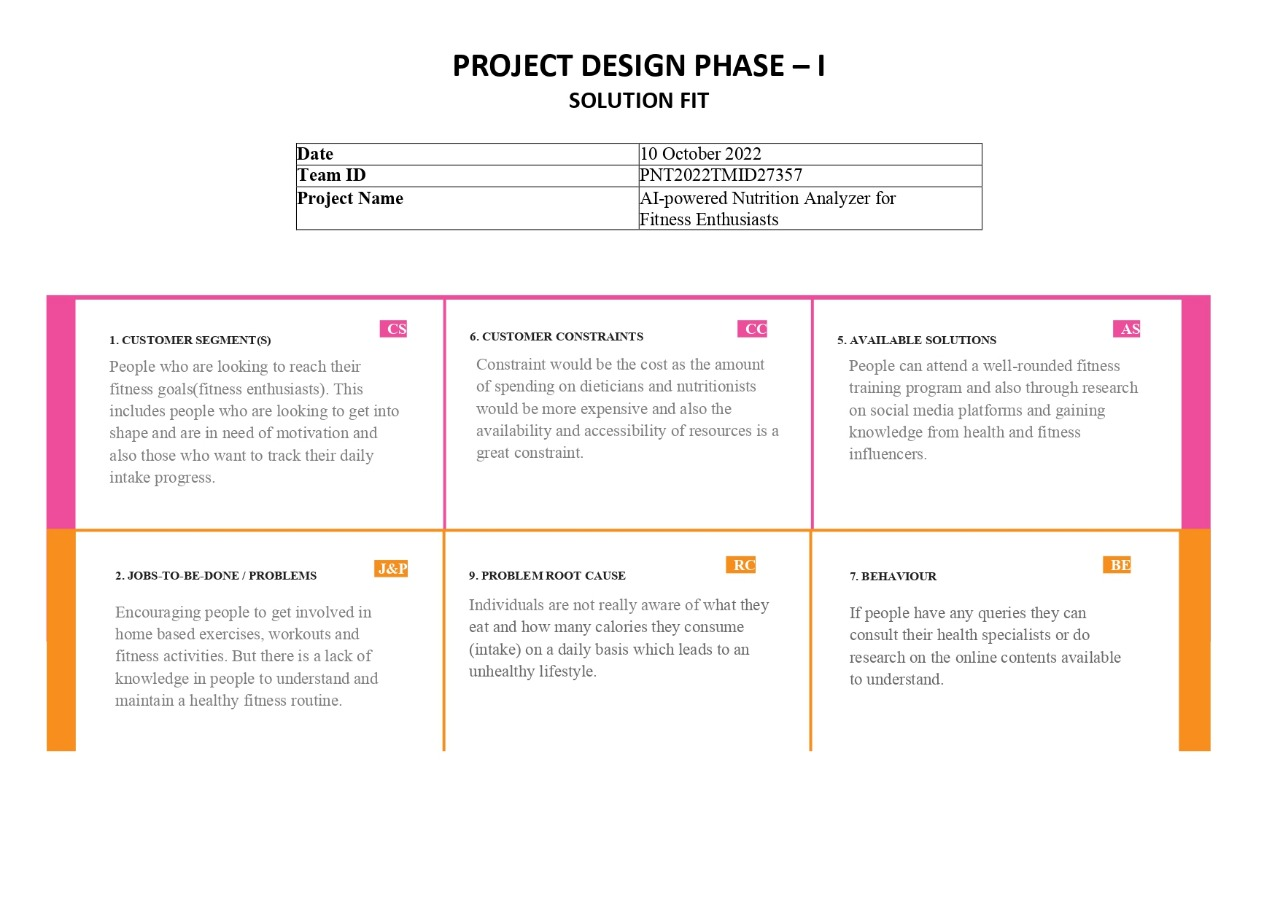 PROJECT DESIGN PHASE – I
SOLUTION FIT
Date 10 October 2022
Team ID PNT2022TMID27357
Project Name AI-powered Nutrition Analyzer for
Fitness Enthusiasts
1. CUSTOMER SEGMENT(S) CS
People who are looking to reach their
fitness goals(fitness enthusiasts). This
includes people who are looking to get into
shape and are in need of motivation and
also those who want to track their daily
intake progress.
6. CUSTOMER CONSTRAINTS CC
Constraint would be the cost as the amount
of spending on dieticians and nutritionists
would be more expensive and also the
availability and accessibility of resources is a
great constraint.
5. AVAILABLE SOLUTIONS AS
People can attend a well-rounded fitness
training program and also through research
on social media platforms and gaining
knowledge from health and fitness
influencers.
2. JOBS-TO-BE-DONE / PROBLEMS J&P
Encouraging people to get involved in
home based exercises, workouts and
fitness activities. But there is a lack of
knowledge in people to understand and
maintain a healthy fitness routine.
9. PROBLEM ROOT CAUSE RC
Individuals are not really aware of what they
eat and how many calories they consume
(intake) on a daily basis which leads to an
unhealthy lifestyle.
7. BEHAVIOUR BE
If people have any queries they can
consult their health specialists or do
research on the online contents available
to understand.